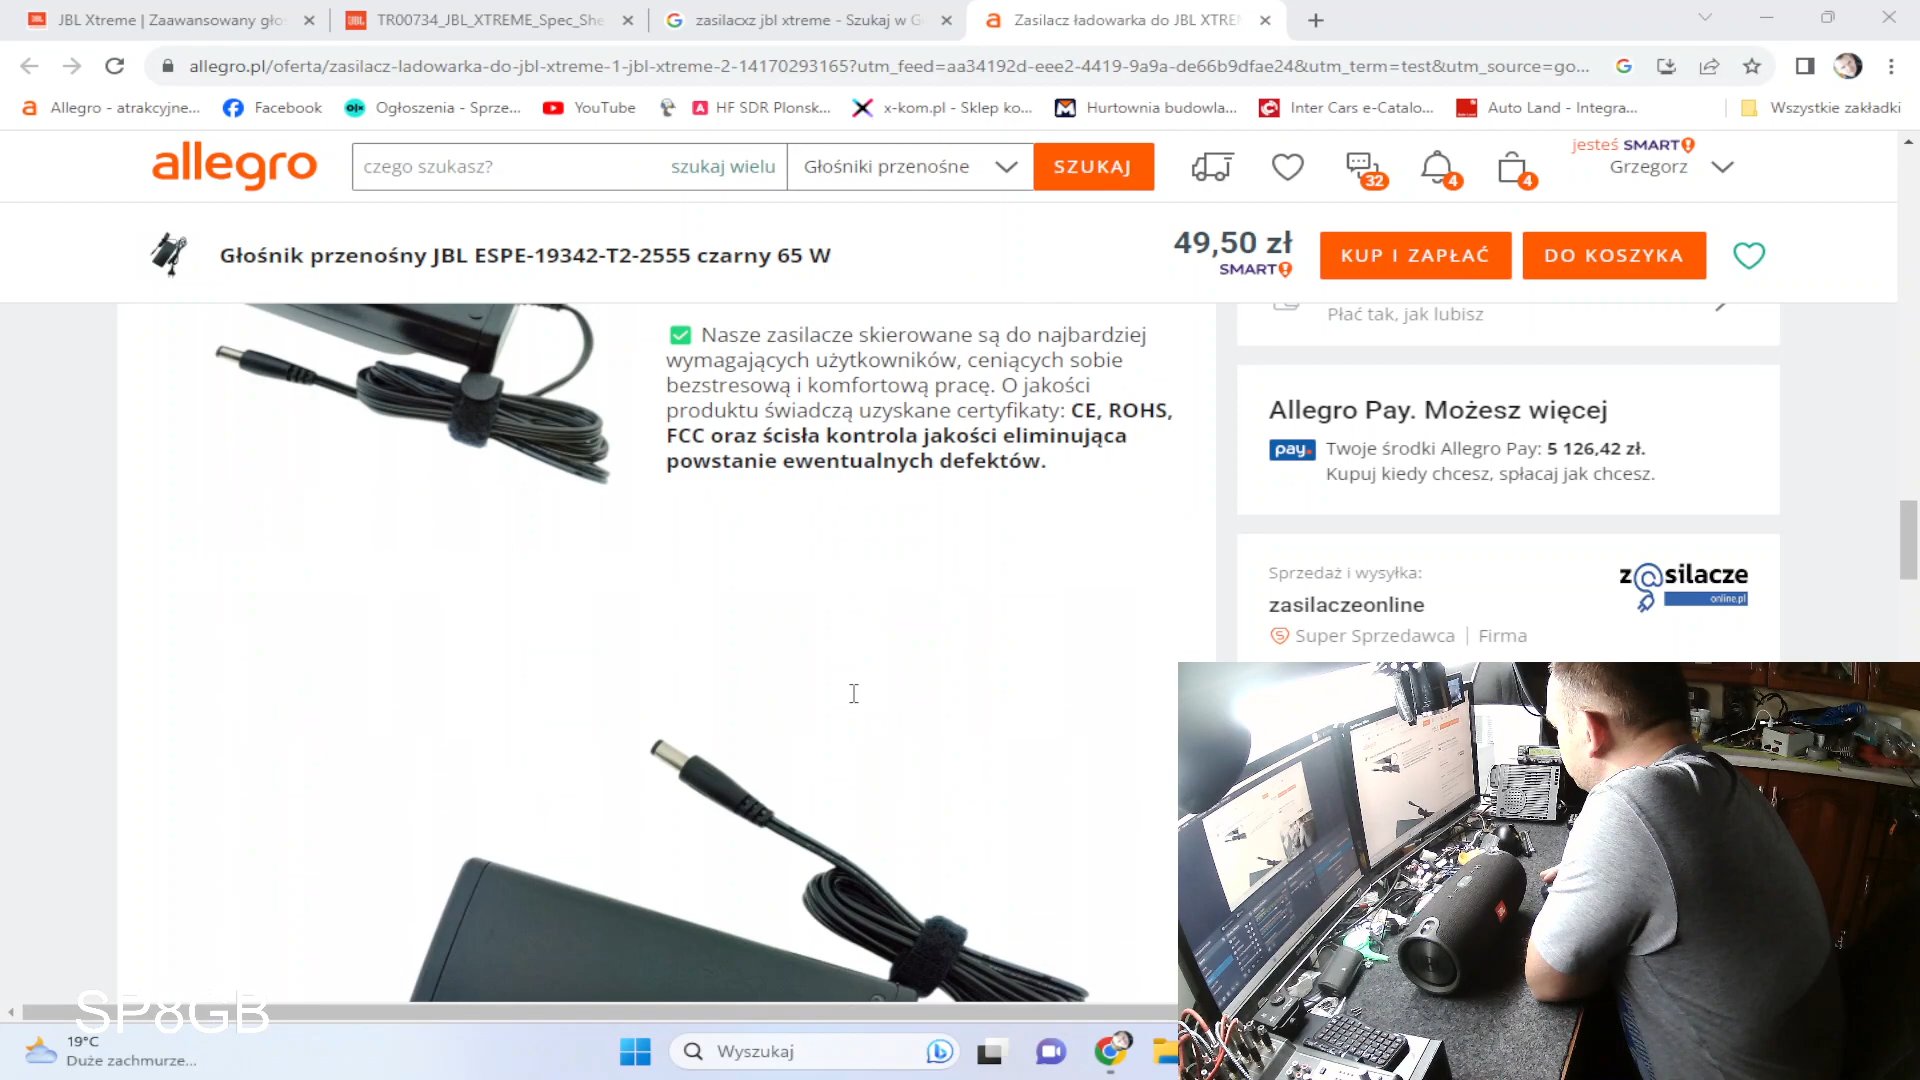 JBL Xtreme | Zaawansowany gło
TR00734_JBL_XTREME_Spec_She
zasilacxz jbl xtreme - Szukaj w G
Zasilacz ładowarka do JBL XTRE
allegro.pl/oferta/zasilacz-ladowarka-do-jbl-xtreme-1-jbl-xtreme-2-14170293165?utm_feed=aa34192d-eee2-4419-9a9a-de66b9dfae24&utm_term=test&utm_source=go...
Allegro - atrakcyjne...
Facebook
Ogłoszenia - Sprze...
YouTube
HF SDR Plonsk...
x-kom.pl - Sklep ko...
Hurtownia budowla...
Inter Cars e-Catalo...
Auto Land - Integra...
Wszystkie zakładki
allegro
czego szukasz?
szukaj wielu
Głośniki przenośne
SZUKAJ
32
4
4
jesteś SMART!
Grzegorz
Głośnik przenośny JBL ESPE-19342-T2-2555 czarny 65 W
49,50 zł
SMART!
KUP I ZAPŁAĆ
DO KOSZYKA
Nasze zasilacze skierowane są do najbardziej
wymagających użytkowników, ceniących sobie
bezstresową i komfortową pracę. O jakości
produktu świadczą uzyskane certyfikaty: CE, ROHS,
FCC oraz ścisła kontrola jakości eliminująca
powstanie ewentualnych defektów.
Płać tak, jak lubisz
Allegro Pay. Możesz więcej
pay.
Twoje środki Allegro Pay: 5 126,42 zł.
Kupuj kiedy chcesz, spłacaj jak chcesz.
Sprzedaż i wysyłka:
zasilaczeonline
z@silacze
online.pl
Super Sprzedawca
Firma
SP8GB
19°C
Duże zachmurze...
Wyszukaj